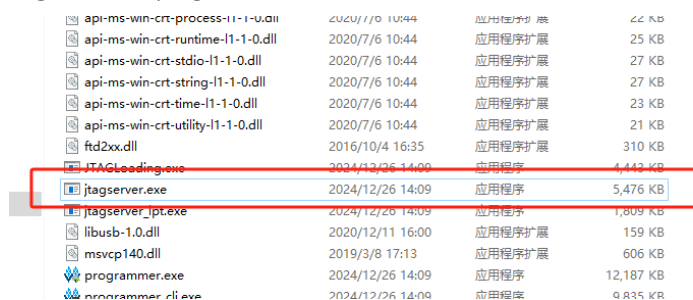 api-ms-win-crt-process-l1-1-0.dll 2020/7/6 10:44 应用程序扩展 22 KB
api-ms-win-crt-runtime-l1-1-0.dll 2020/7/6 10:44 应用程序扩展 25 KB
api-ms-win-crt-stdio-l1-1-0.dll 2020/7/6 10:44 应用程序扩展 27 KB
api-ms-win-crt-string-l1-1-0.dll 2020/7/6 10:44 应用程序扩展 27 KB
api-ms-win-crt-time-l1-1-0.dll 2020/7/6 10:44 应用程序扩展 23 KB
api-ms-win-crt-utility-l1-1-0.dll 2020/7/6 10:44 应用程序扩展 21 KB
ftd2xx.dll 2016/10/4 16:35 应用程序扩展 310 KB
JTAGLoading.exe 2024/12/26 14:09 应用程序 4,443 KB
jtagserver.exe 2024/12/26 14:09 应用程序 5,476 KB
jtagserver_lpt.exe 2024/12/26 14:09 应用程序 1,809 KB
libusb-1.0.dll 2020/12/11 16:00 应用程序扩展 159 KB
msvcp140.dll 2019/3/8 17:13 应用程序扩展 606 KB
programmer.exe 2024/12/26 14:09 应用程序 12,187 KB
programmer_cli.exe 2024/12/26 14:09 应用程序 9,835 KB